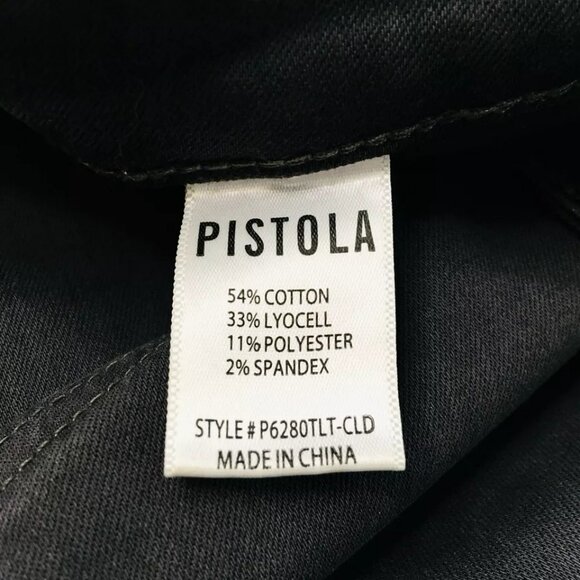 PISTOLA
54% COTTON
33% LYOCELL
11% POLYESTER
2% SPANDEX
STYLE # P6280TLT-CLD
MADE IN CHINA